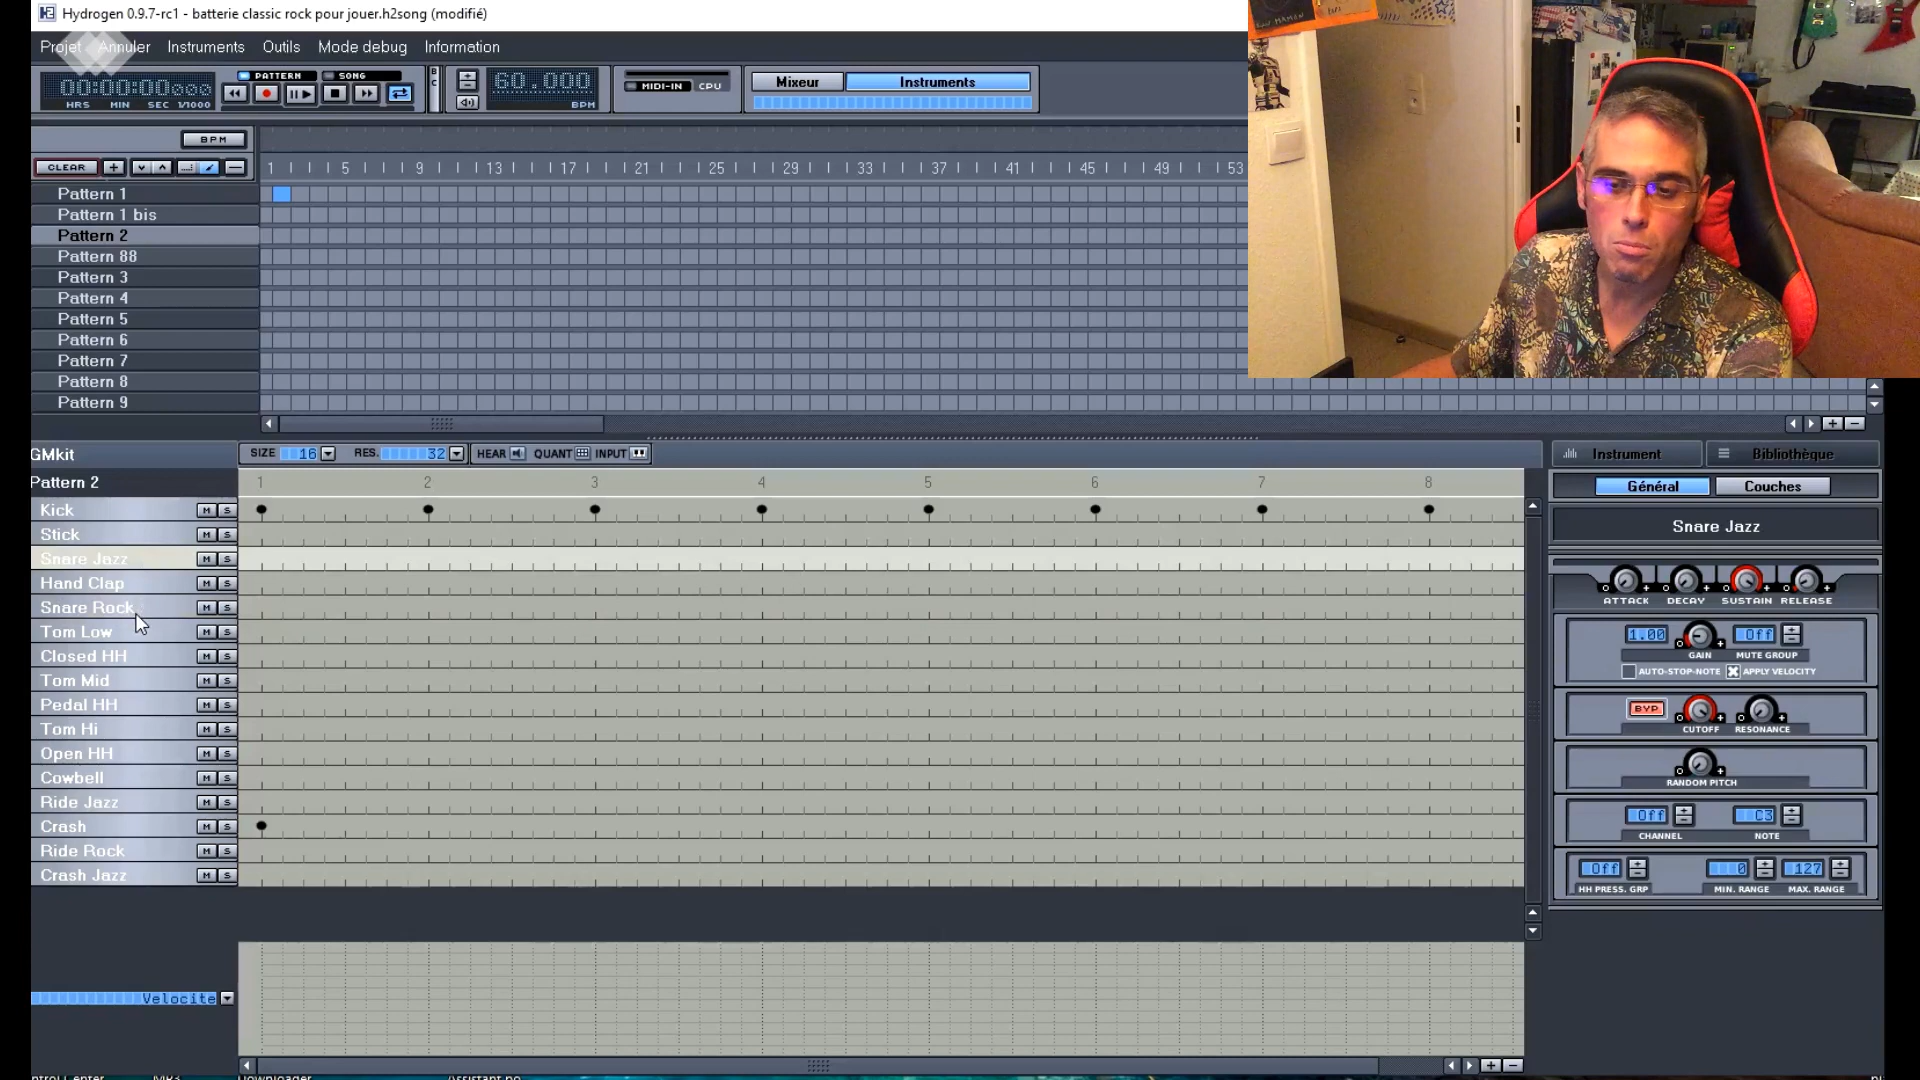 Hydrogen 0.9.7-rc1 - batterie classic rock pour jouer.h2song (modifié)
Projet Annuler Instruments Outils Mode debug Information
00:00:00:000
HRS MIN SEC 1/1000
PATTERN SONG
B
C
60.000
BPM
MIDI-IN CPU
Mixeur Instruments
BPM
CLEAR
1 5 9 13 17 21 25 29 33 37 41 45 49 53
Pattern 1
Pattern 1 bis
Pattern 2
Pattern 88
Pattern 3
Pattern 4
Pattern 5
Pattern 6
Pattern 7
Pattern 8
Pattern 9
GMkit
SIZE 16 RES. 32 HEAR QUANT INPUT
Pattern 2
1 2 3 4 5 6 7 8
Kick M S
Stick M S
Snare Jazz M S
Hand Clap M S
Snare Rock M S
Tom Low M S
Closed HH M S
Tom Mid M S
Pedal HH M S
Tom Hi M S
Open HH M S
Cowbell M S
Ride Jazz M S
Crash M S
Ride Rock M S
Crash Jazz M S
Velocite
Instrument Bibliothèque
Général Couches
Snare Jazz
ATTACK DECAY SUSTAIN RELEASE
1.00 Off
GAIN MUTE GROUP
AUTO-STOP-NOTE APPLY VELOCITY
BYP
CUTOFF RESONANCE
RANDOM PITCH
Off C3
CHANNEL NOTE
Off 0 127
HH PRESS. GRP MIN. RANGE MAX. RANGE